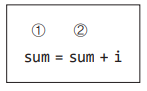 ① ②
sum = sum + i